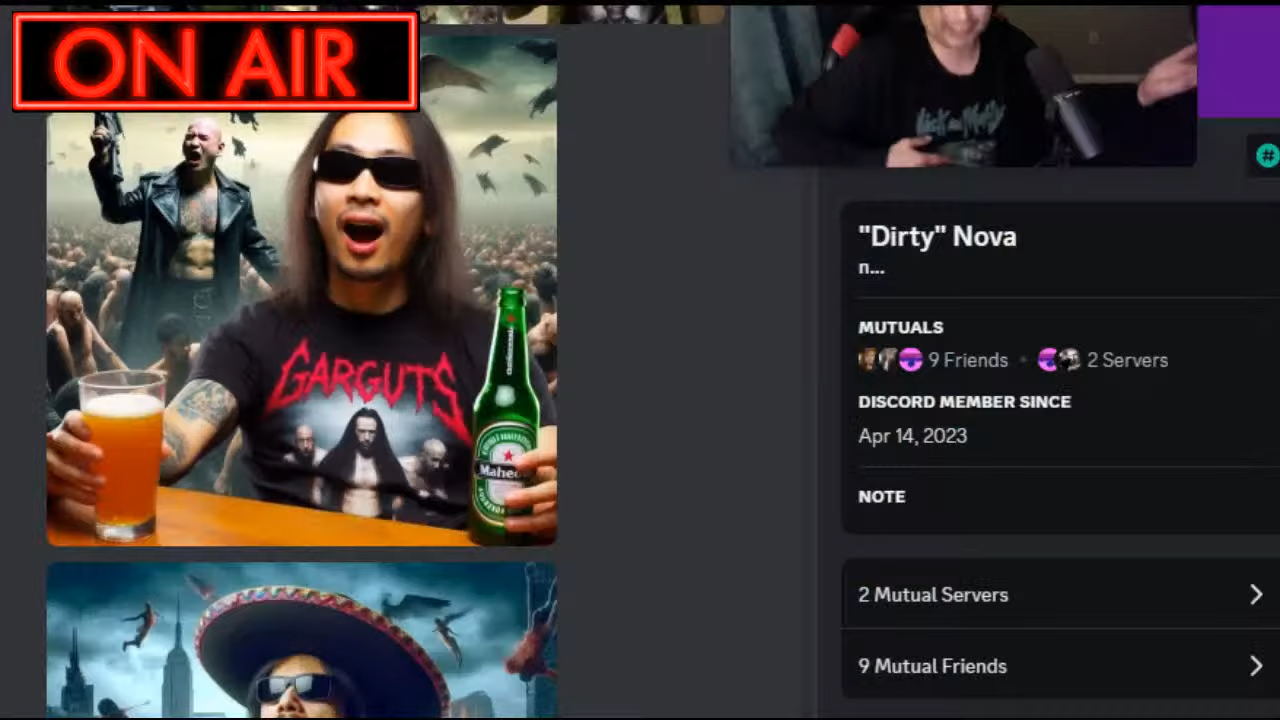 ON AIR
GARGUTS
"Dirty" Nova
n...
MUTUALS
9 Friends • 2 Servers
DISCORD MEMBER SINCE
Apr 14, 2023
NOTE
2 Mutual Servers
9 Mutual Friends